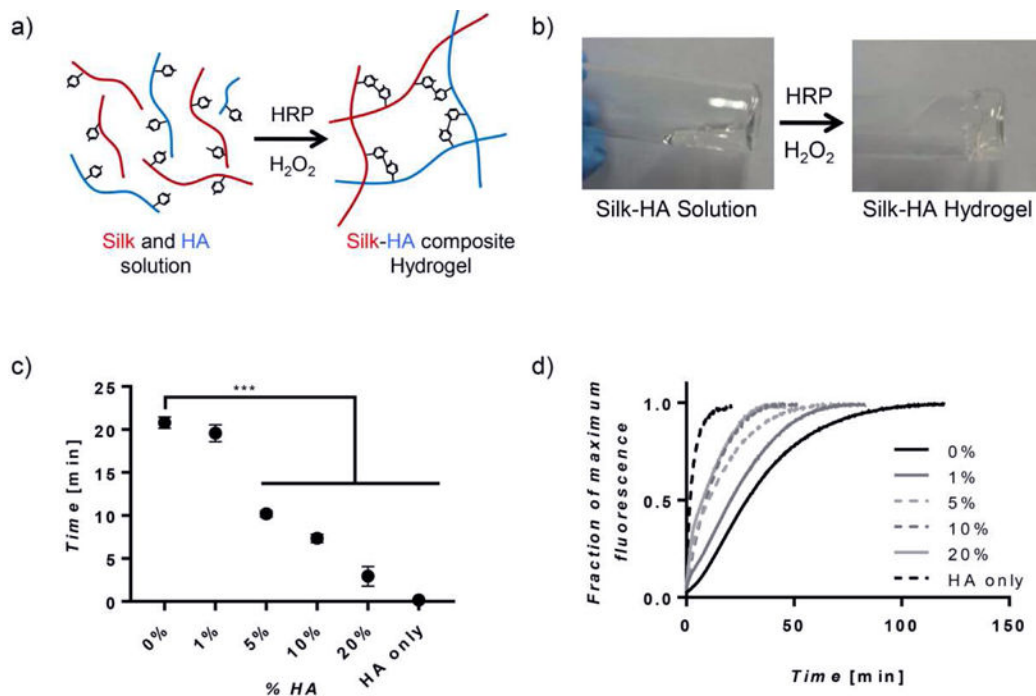 a)
HRP
H₂O₂
Silk and HA
solution
Silk-HA composite
Hydrogel
b)
HRP
H₂O₂
Silk-HA Solution
Silk-HA Hydrogel
c)
***
25
20
15
10
5
0
Time [min]
0%
1%
5%
10%
20%
HA only
% HA
d)
Fraction of maximum
fluorescence
1.0
0.5
0.0
0
50
100
150
Time [min]
0%
1%
5%
10%
20%
HA only